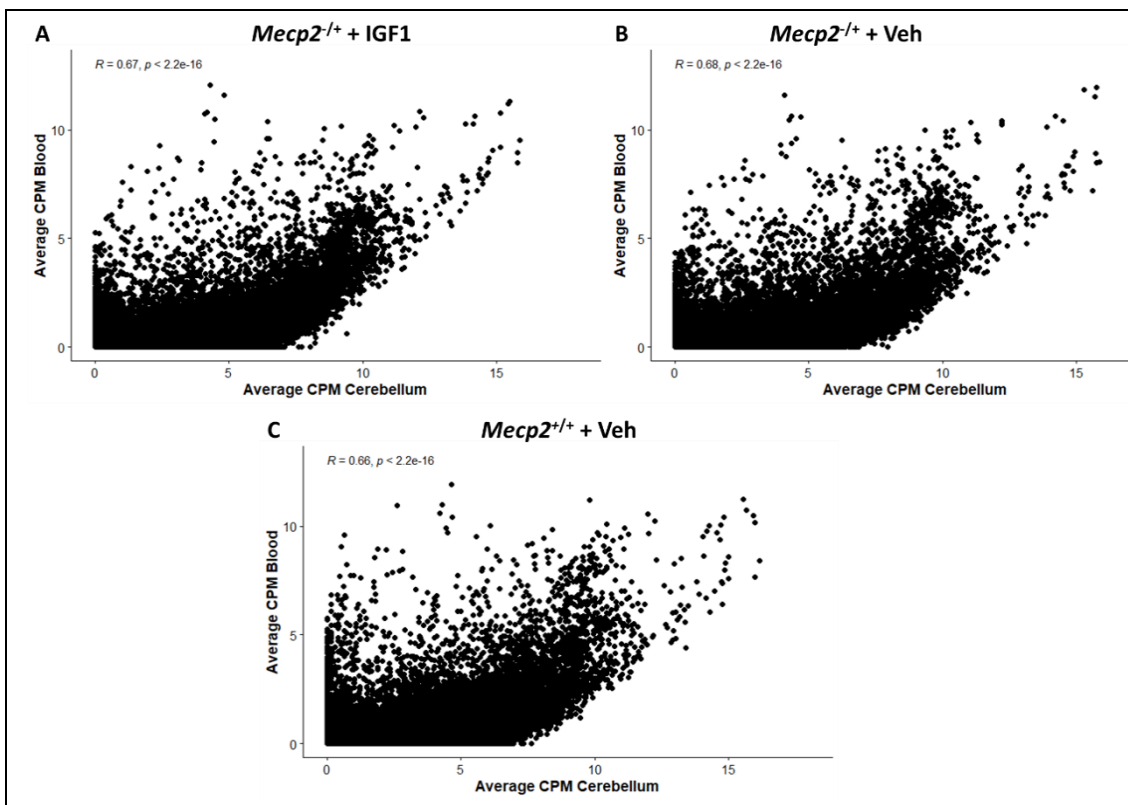 A
Mecp2-/+ + IGF1
R = 0.67, p < 2.2e-16
Average CPM Blood
10
5
0
0
5
10
15
Average CPM Cerebellum
B
Mecp2-/+ + Veh
R = 0.68, p < 2.2e-16
Average CPM Blood
10
5
0
0
5
10
15
Average CPM Cerebellum
C
Mecp2+/+ + Veh
R = 0.66, p < 2.2e-16
Average CPM Blood
10
5
0
0
5
10
15
Average CPM Cerebellum